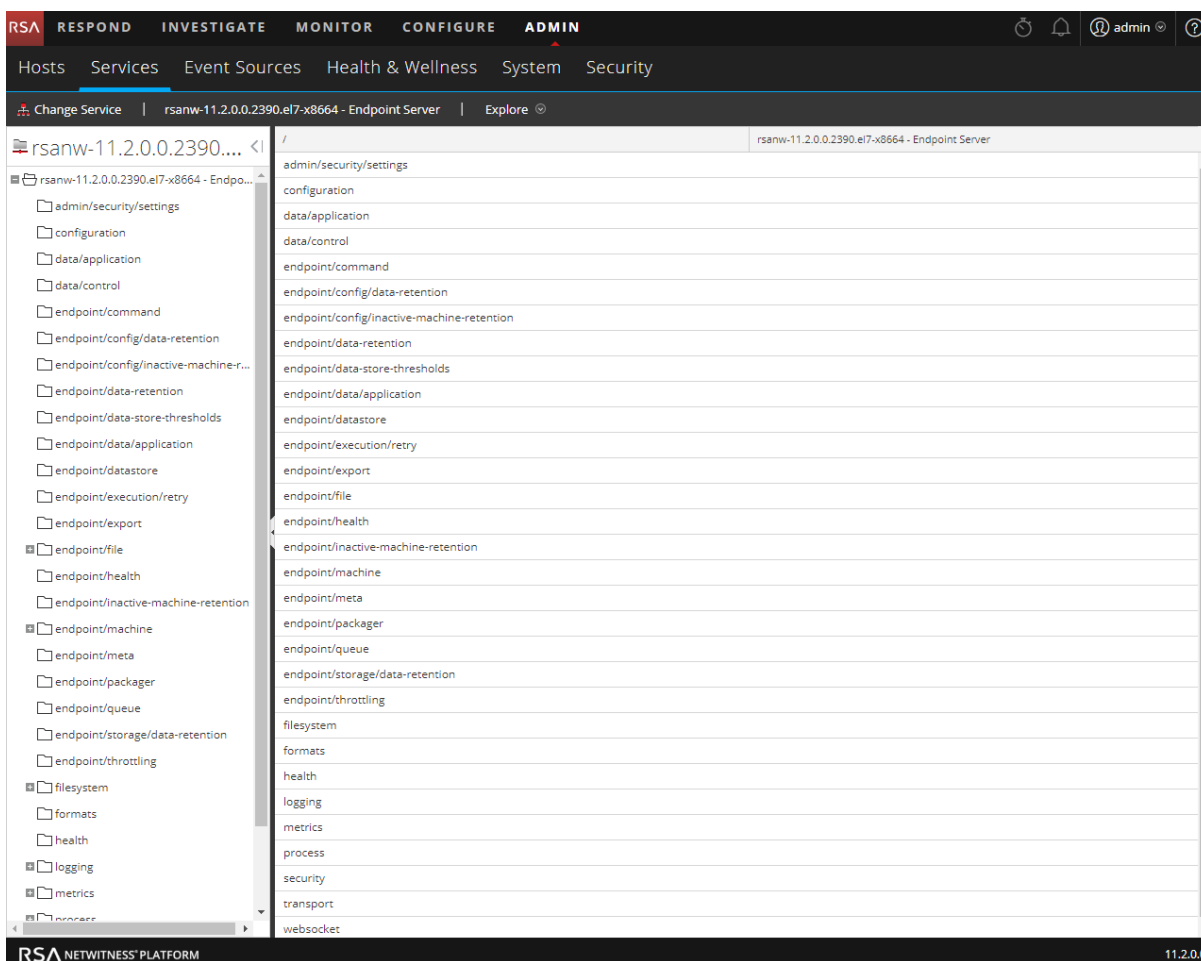 RSA RESPOND INVESTIGATE MONITOR CONFIGURE ADMIN admin
Hosts Services Event Sources Health & Wellness System Security
Change Service | rsanw-11.2.0.0.2390.el7-x8664 - Endpoint Server | Explore
rsanw-11.2.0.0.2390....
rsanw-11.2.0.0.2390.el7-x8664 - Endpo...
admin/security/settings
configuration
data/application
data/control
endpoint/command
endpoint/config/data-retention
endpoint/config/inactive-machine-r...
endpoint/data-retention
endpoint/data-store-thresholds
endpoint/data/application
endpoint/datastore
endpoint/execution/retry
endpoint/export
endpoint/file
endpoint/health
endpoint/inactive-machine-retention
endpoint/machine
endpoint/meta
endpoint/packager
endpoint/queue
endpoint/storage/data-retention
endpoint/throttling
filesystem
formats
health
logging
metrics
process
/ rsanw-11.2.0.0.2390.el7-x8664 - Endpoint Server
admin/security/settings
configuration
data/application
data/control
endpoint/command
endpoint/config/data-retention
endpoint/config/inactive-machine-retention
endpoint/data-retention
endpoint/data-store-thresholds
endpoint/data/application
endpoint/datastore
endpoint/execution/retry
endpoint/export
endpoint/file
endpoint/health
endpoint/inactive-machine-retention
endpoint/machine
endpoint/meta
endpoint/packager
endpoint/queue
endpoint/storage/data-retention
endpoint/throttling
filesystem
formats
health
logging
metrics
process
security
transport
websocket
RSA NETWITNESS® PLATFORM